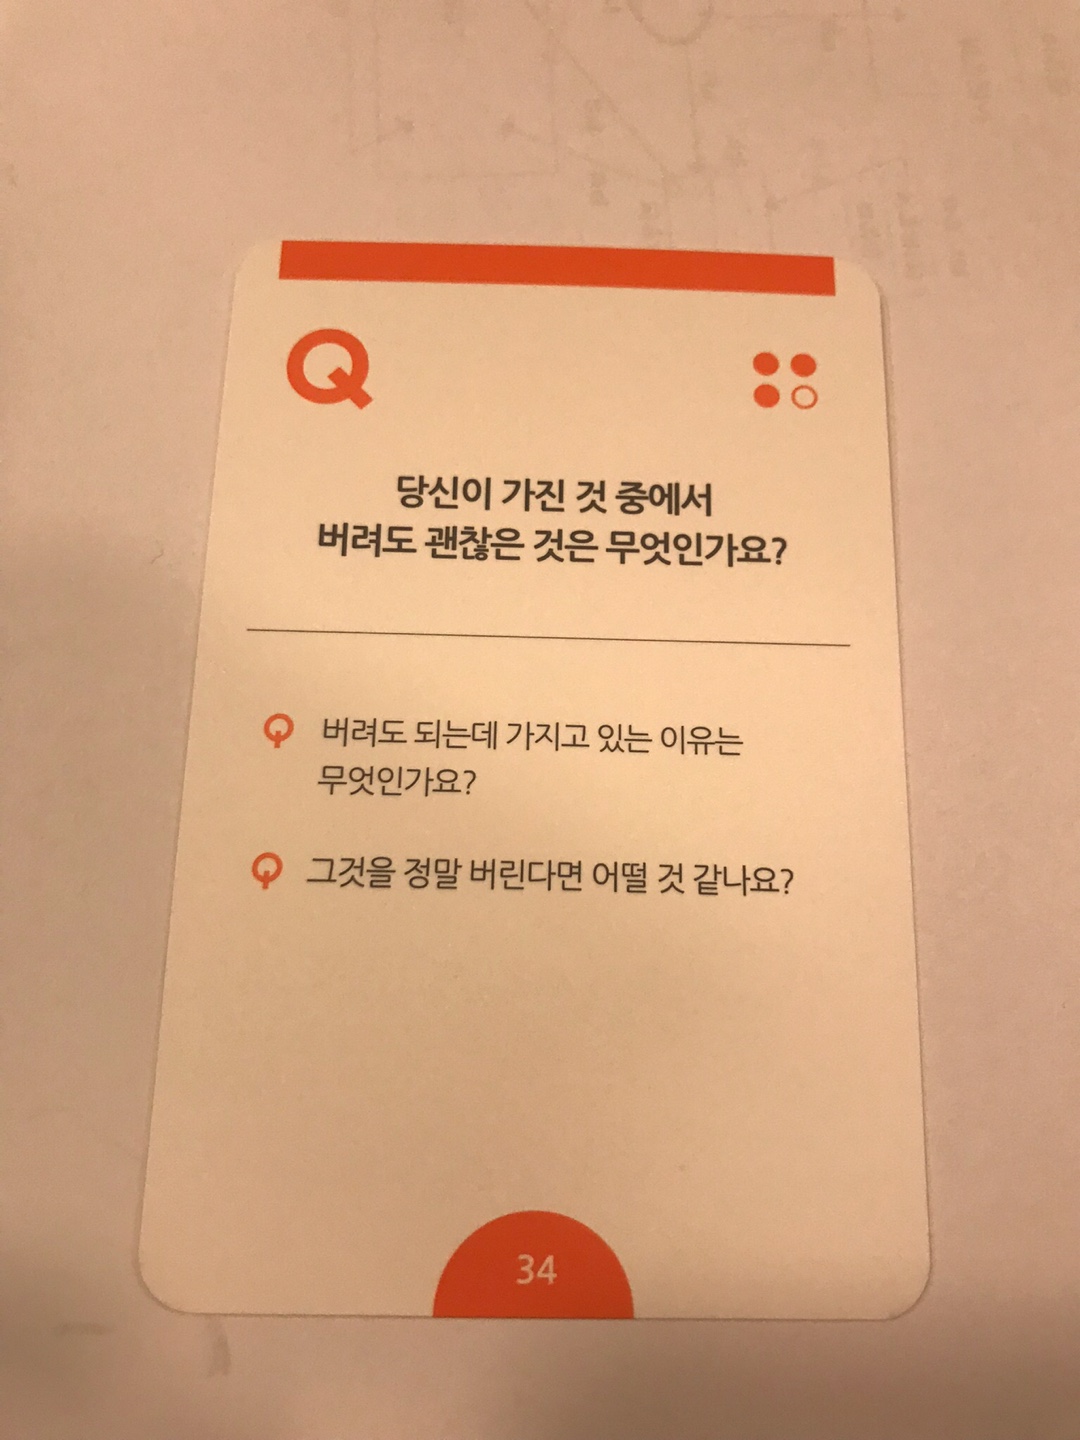 Q
당신이 가진 것 중에서
버려도 괜찮은 것은 무엇인가요?
Q 버려도 되는데 가지고 있는 이유는
무엇인가요?
Q 그것을 정말 버린다면 어떨 것 같나요?
34